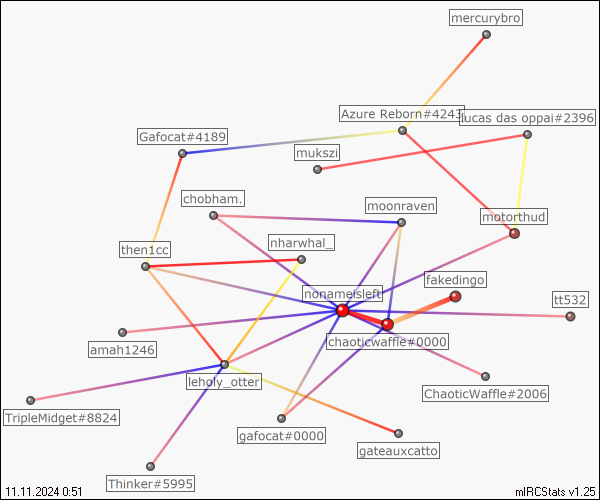 mercurybro
Azure Reborn#4243
lucas das oppai#2396
Gafocat#4189
mukszi
chobham.
moonraven
motorthud
nharwhal_
then1cc
fakedingo
nonameisleft
tt532
chaoticwaffle#0000
amah1246
leholy_otter
ChaoticWaffle#2006
TripleMidget#8824
gafocat#0000
gateauxcatto
Thinker#5995
11.11.2024 0:51
mIRCStats v1.25